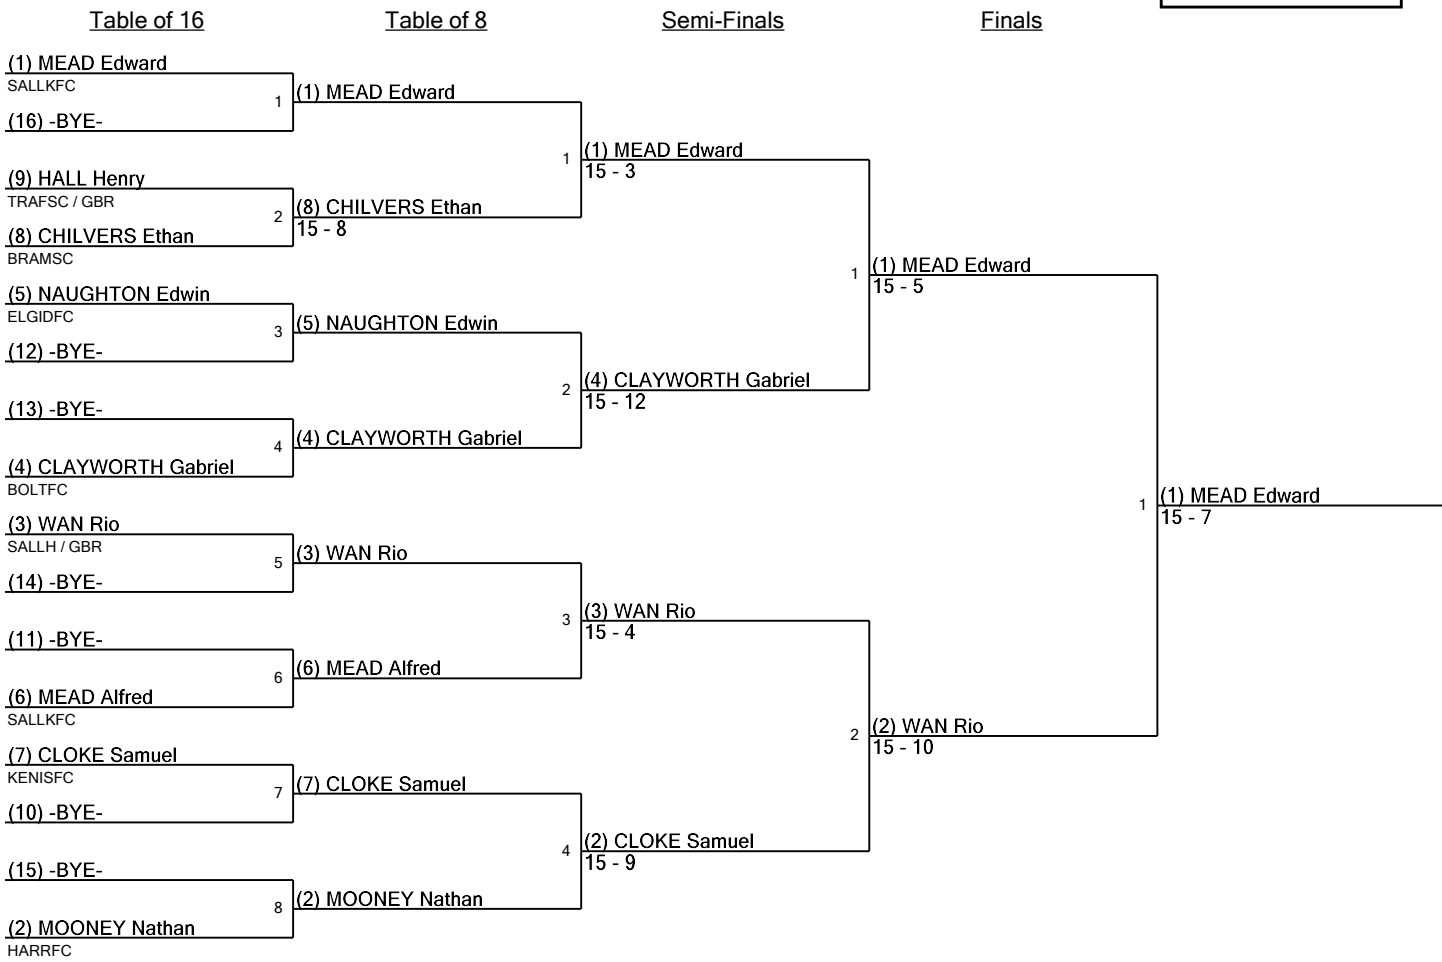 Table of 16
Table of 8
Semi-Finals
Finals
(1) MEAD Edward
SALLKFC
1
(16) -BYE-
(9) HALL Henry
TRAFSC / GBR
2
(8) CHILVERS Ethan
BRAMSC
(5) NAUGHTON Edwin
ELGIDFC
3
(12) -BYE-
(13) -BYE-
4
(4) CLAYWORTH Gabriel
BOLTFC
(3) WAN Rio
SALLH / GBR
5
(14) -BYE-
(11) -BYE-
6
(6) MEAD Alfred
SALLKFC
(7) CLOKE Samuel
KENISFC
7
(10) -BYE-
(15) -BYE-
8
(2) MOONEY Nathan
HARRFC
(1) MEAD Edward
1
(8) CHILVERS Ethan
15 - 8
(5) NAUGHTON Edwin
2
(4) CLAYWORTH Gabriel
(3) WAN Rio
3
(6) MEAD Alfred
(7) CLOKE Samuel
4
(2) MOONEY Nathan
(1) MEAD Edward
15 - 3
1
(4) CLAYWORTH Gabriel
15 - 12
(3) WAN Rio
15 - 4
2
(2) CLOKE Samuel
15 - 9
(1) MEAD Edward
15 - 5
1
(2) WAN Rio
15 - 10
(1) MEAD Edward
15 - 7